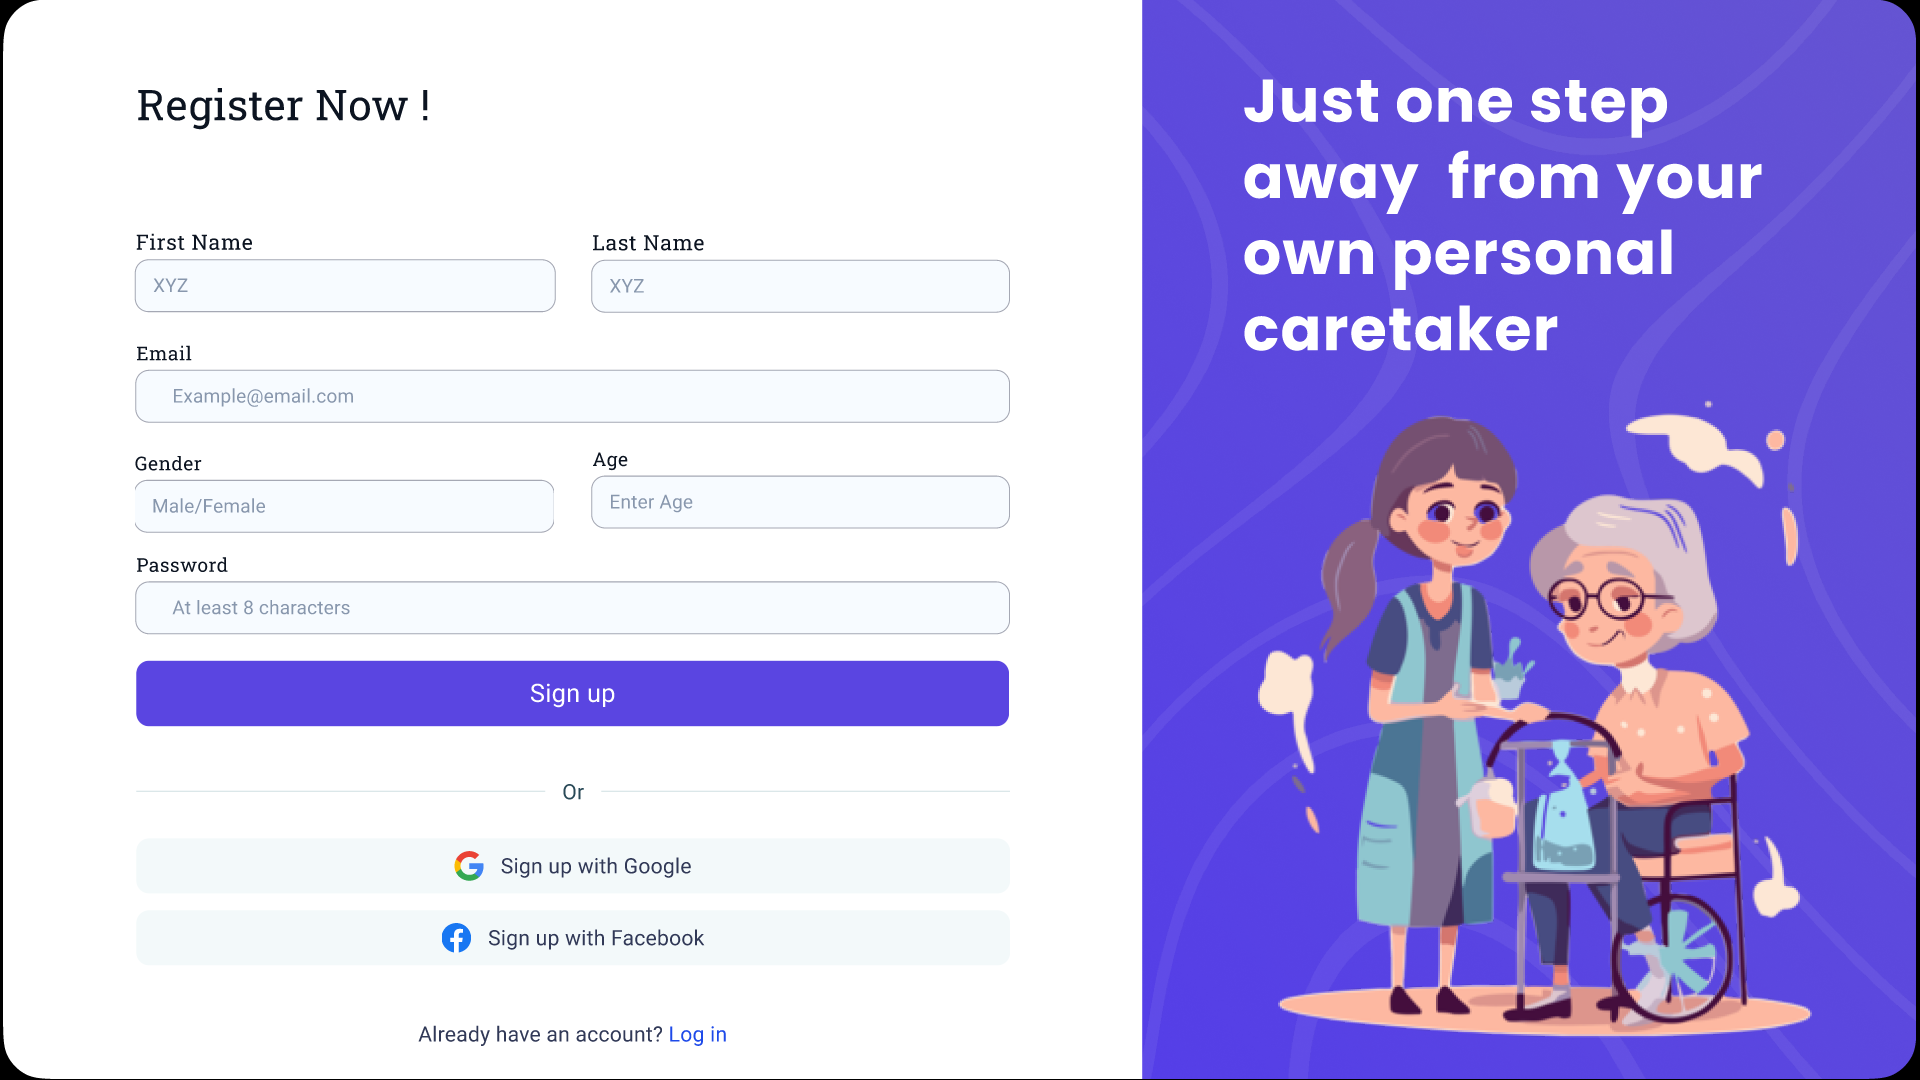 Register Now !
First Name
Last Name
XYZ
XYZ
Email
Example@email.com
Gender
Age
Male/Female
Enter Age
Password
At least 8 characters
Sign up
Or
Sign up with Google
Sign up with Facebook
Already have an account? Log in
Just one step
away  from your
own personal
caretaker